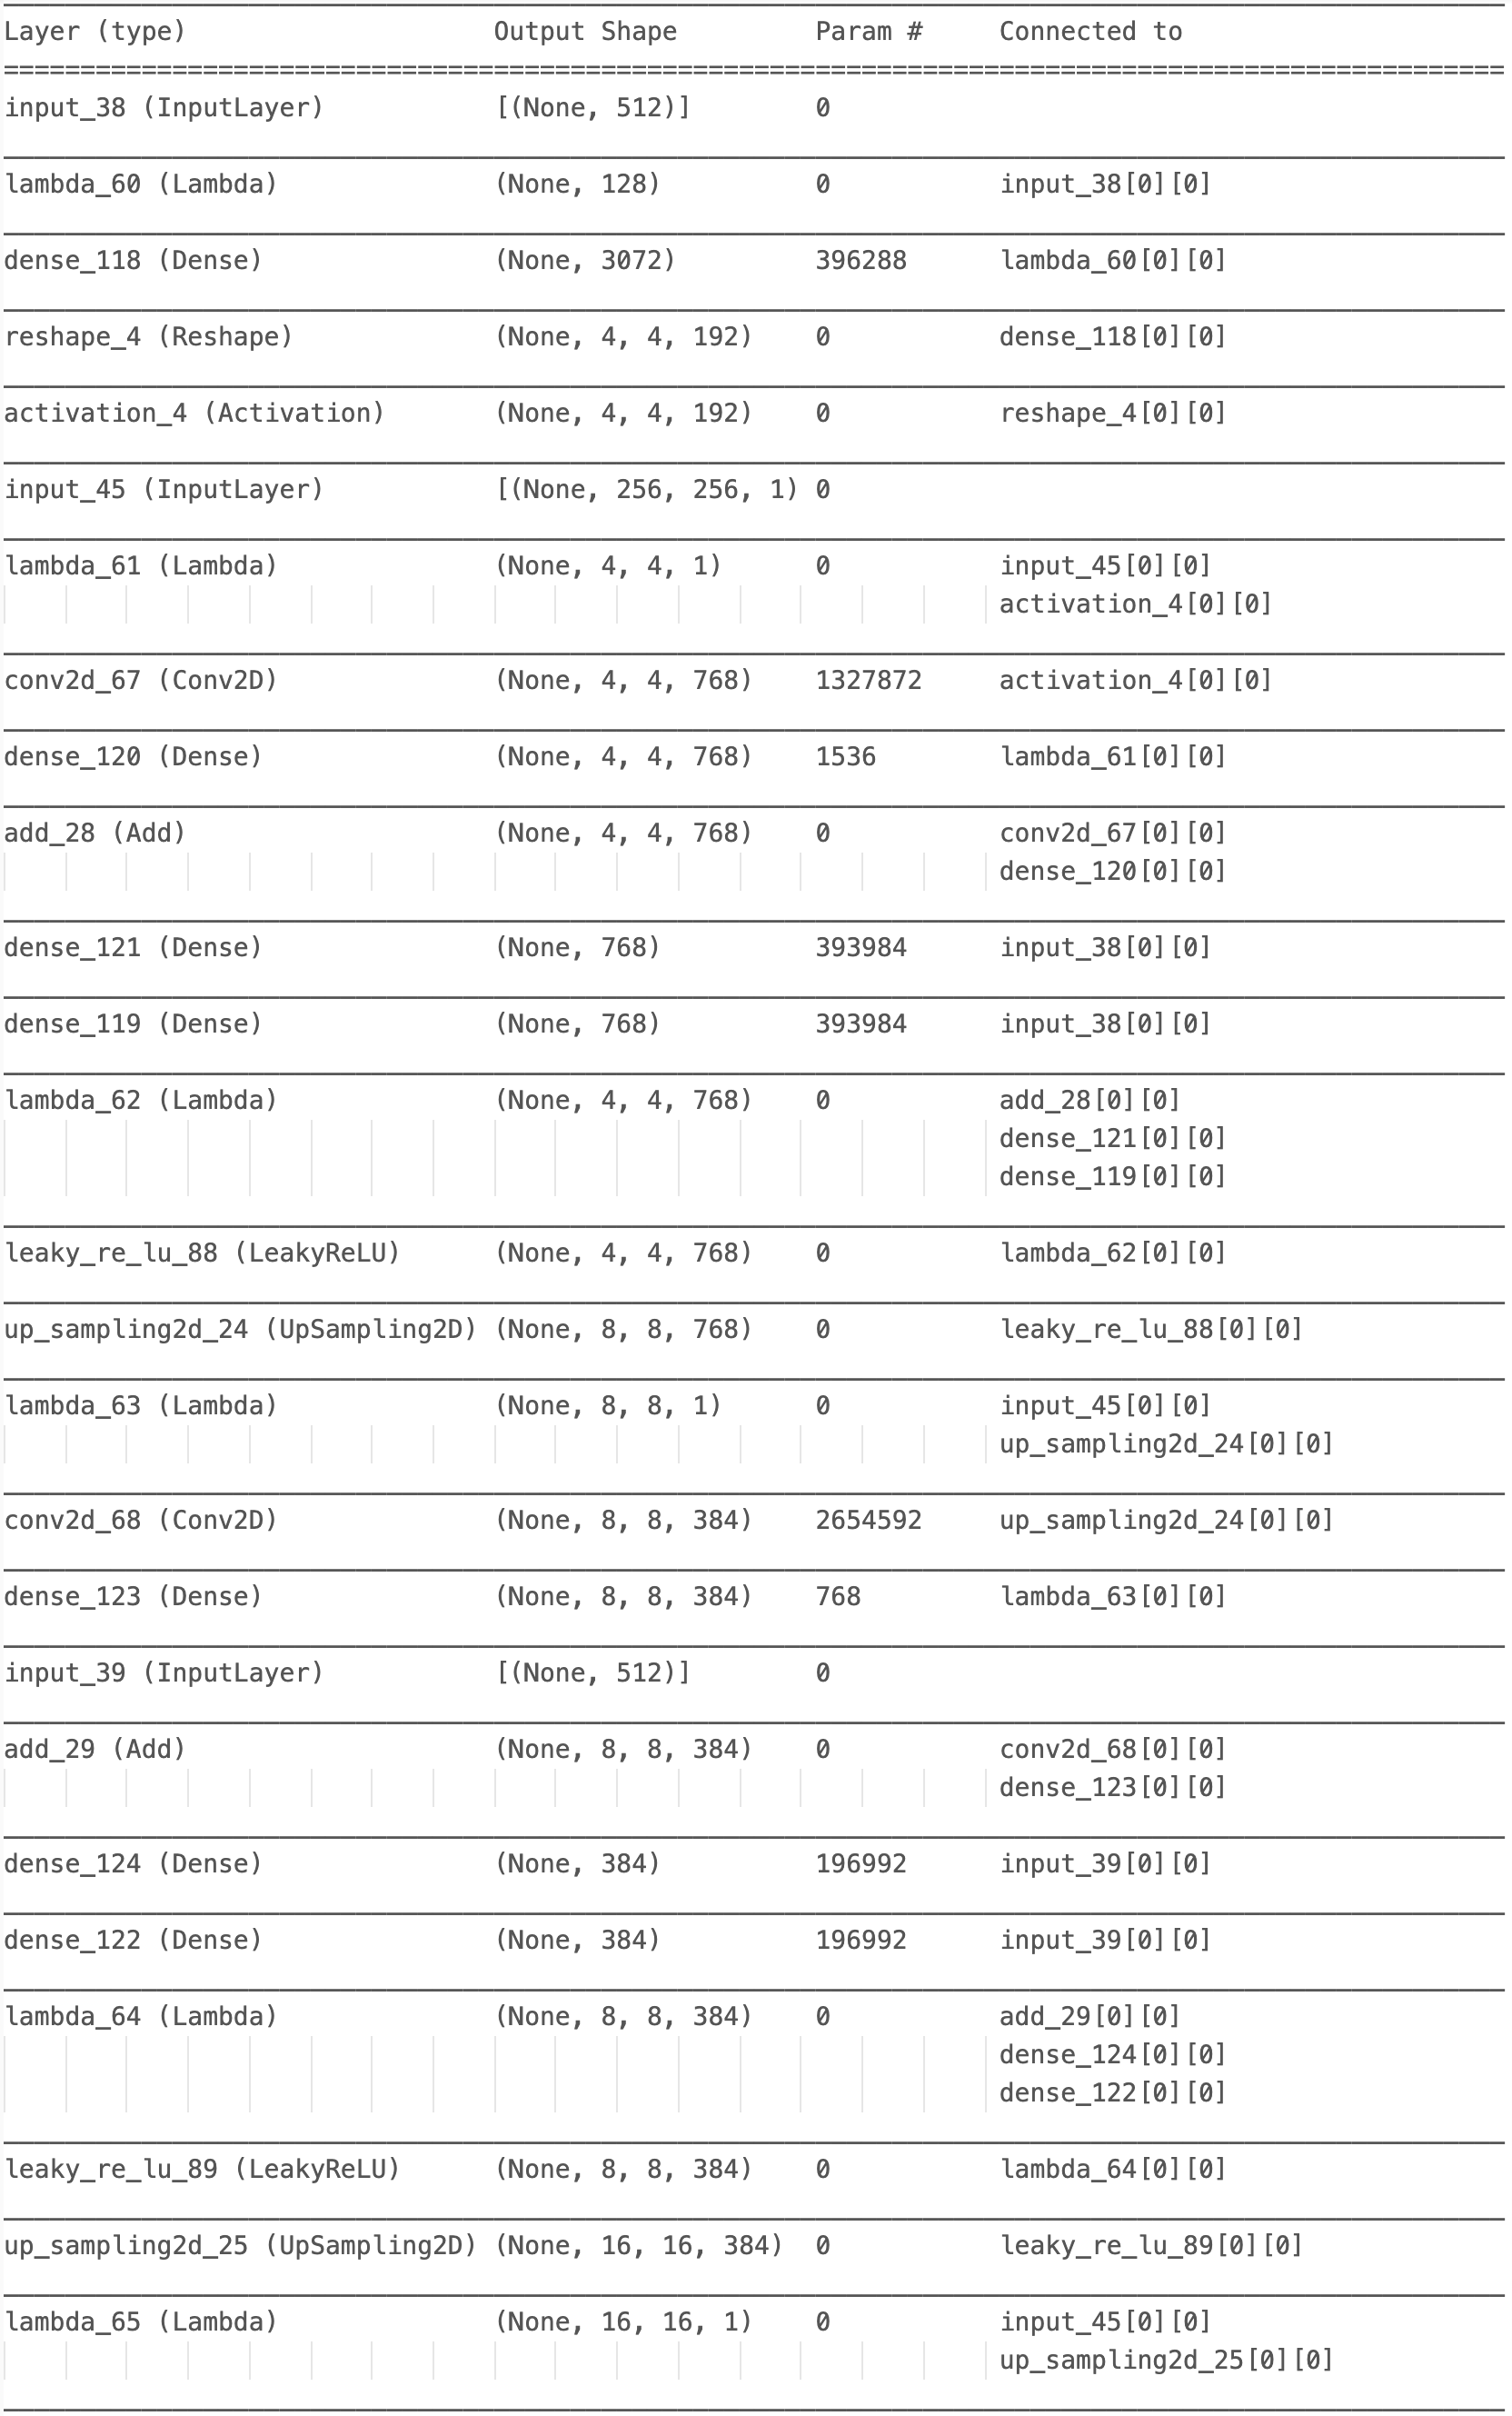 Layer (type) Output Shape Param # Connected to
==================================================================================================
input_38 (InputLayer) [(None, 512)] 0
lambda_60 (Lambda) (None, 128) 0 input_38[0][0]
dense_118 (Dense) (None, 3072) 396288 lambda_60[0][0]
reshape_4 (Reshape) (None, 4, 4, 192) 0 dense_118[0][0]
activation_4 (Activation) (None, 4, 4, 192) 0 reshape_4[0][0]
input_45 (InputLayer) [(None, 256, 256, 1) 0
lambda_61 (Lambda) (None, 4, 4, 1) 0 input_45[0][0]
activation_4[0][0]
conv2d_67 (Conv2D) (None, 4, 4, 768) 1327872 activation_4[0][0]
dense_120 (Dense) (None, 4, 4, 768) 1536 lambda_61[0][0]
add_28 (Add) (None, 4, 4, 768) 0 conv2d_67[0][0]
dense_120[0][0]
dense_121 (Dense) (None, 768) 393984 input_38[0][0]
dense_119 (Dense) (None, 768) 393984 input_38[0][0]
lambda_62 (Lambda) (None, 4, 4, 768) 0 add_28[0][0]
dense_121[0][0]
dense_119[0][0]
leaky_re_lu_88 (LeakyReLU) (None, 4, 4, 768) 0 lambda_62[0][0]
up_sampling2d_24 (UpSampling2D) (None, 8, 8, 768) 0 leaky_re_lu_88[0][0]
lambda_63 (Lambda) (None, 8, 8, 1) 0 input_45[0][0]
up_sampling2d_24[0][0]
conv2d_68 (Conv2D) (None, 8, 8, 384) 2654592 up_sampling2d_24[0][0]
dense_123 (Dense) (None, 8, 8, 384) 768 lambda_63[0][0]
input_39 (InputLayer) [(None, 512)] 0
add_29 (Add) (None, 8, 8, 384) 0 conv2d_68[0][0]
dense_123[0][0]
dense_124 (Dense) (None, 384) 196992 input_39[0][0]
dense_122 (Dense) (None, 384) 196992 input_39[0][0]
lambda_64 (Lambda) (None, 8, 8, 384) 0 add_29[0][0]
dense_124[0][0]
dense_122[0][0]
leaky_re_lu_89 (LeakyReLU) (None, 8, 8, 384) 0 lambda_64[0][0]
up_sampling2d_25 (UpSampling2D) (None, 16, 16, 384) 0 leaky_re_lu_89[0][0]
lambda_65 (Lambda) (None, 16, 16, 1) 0 input_45[0][0]
up_sampling2d_25[0][0]